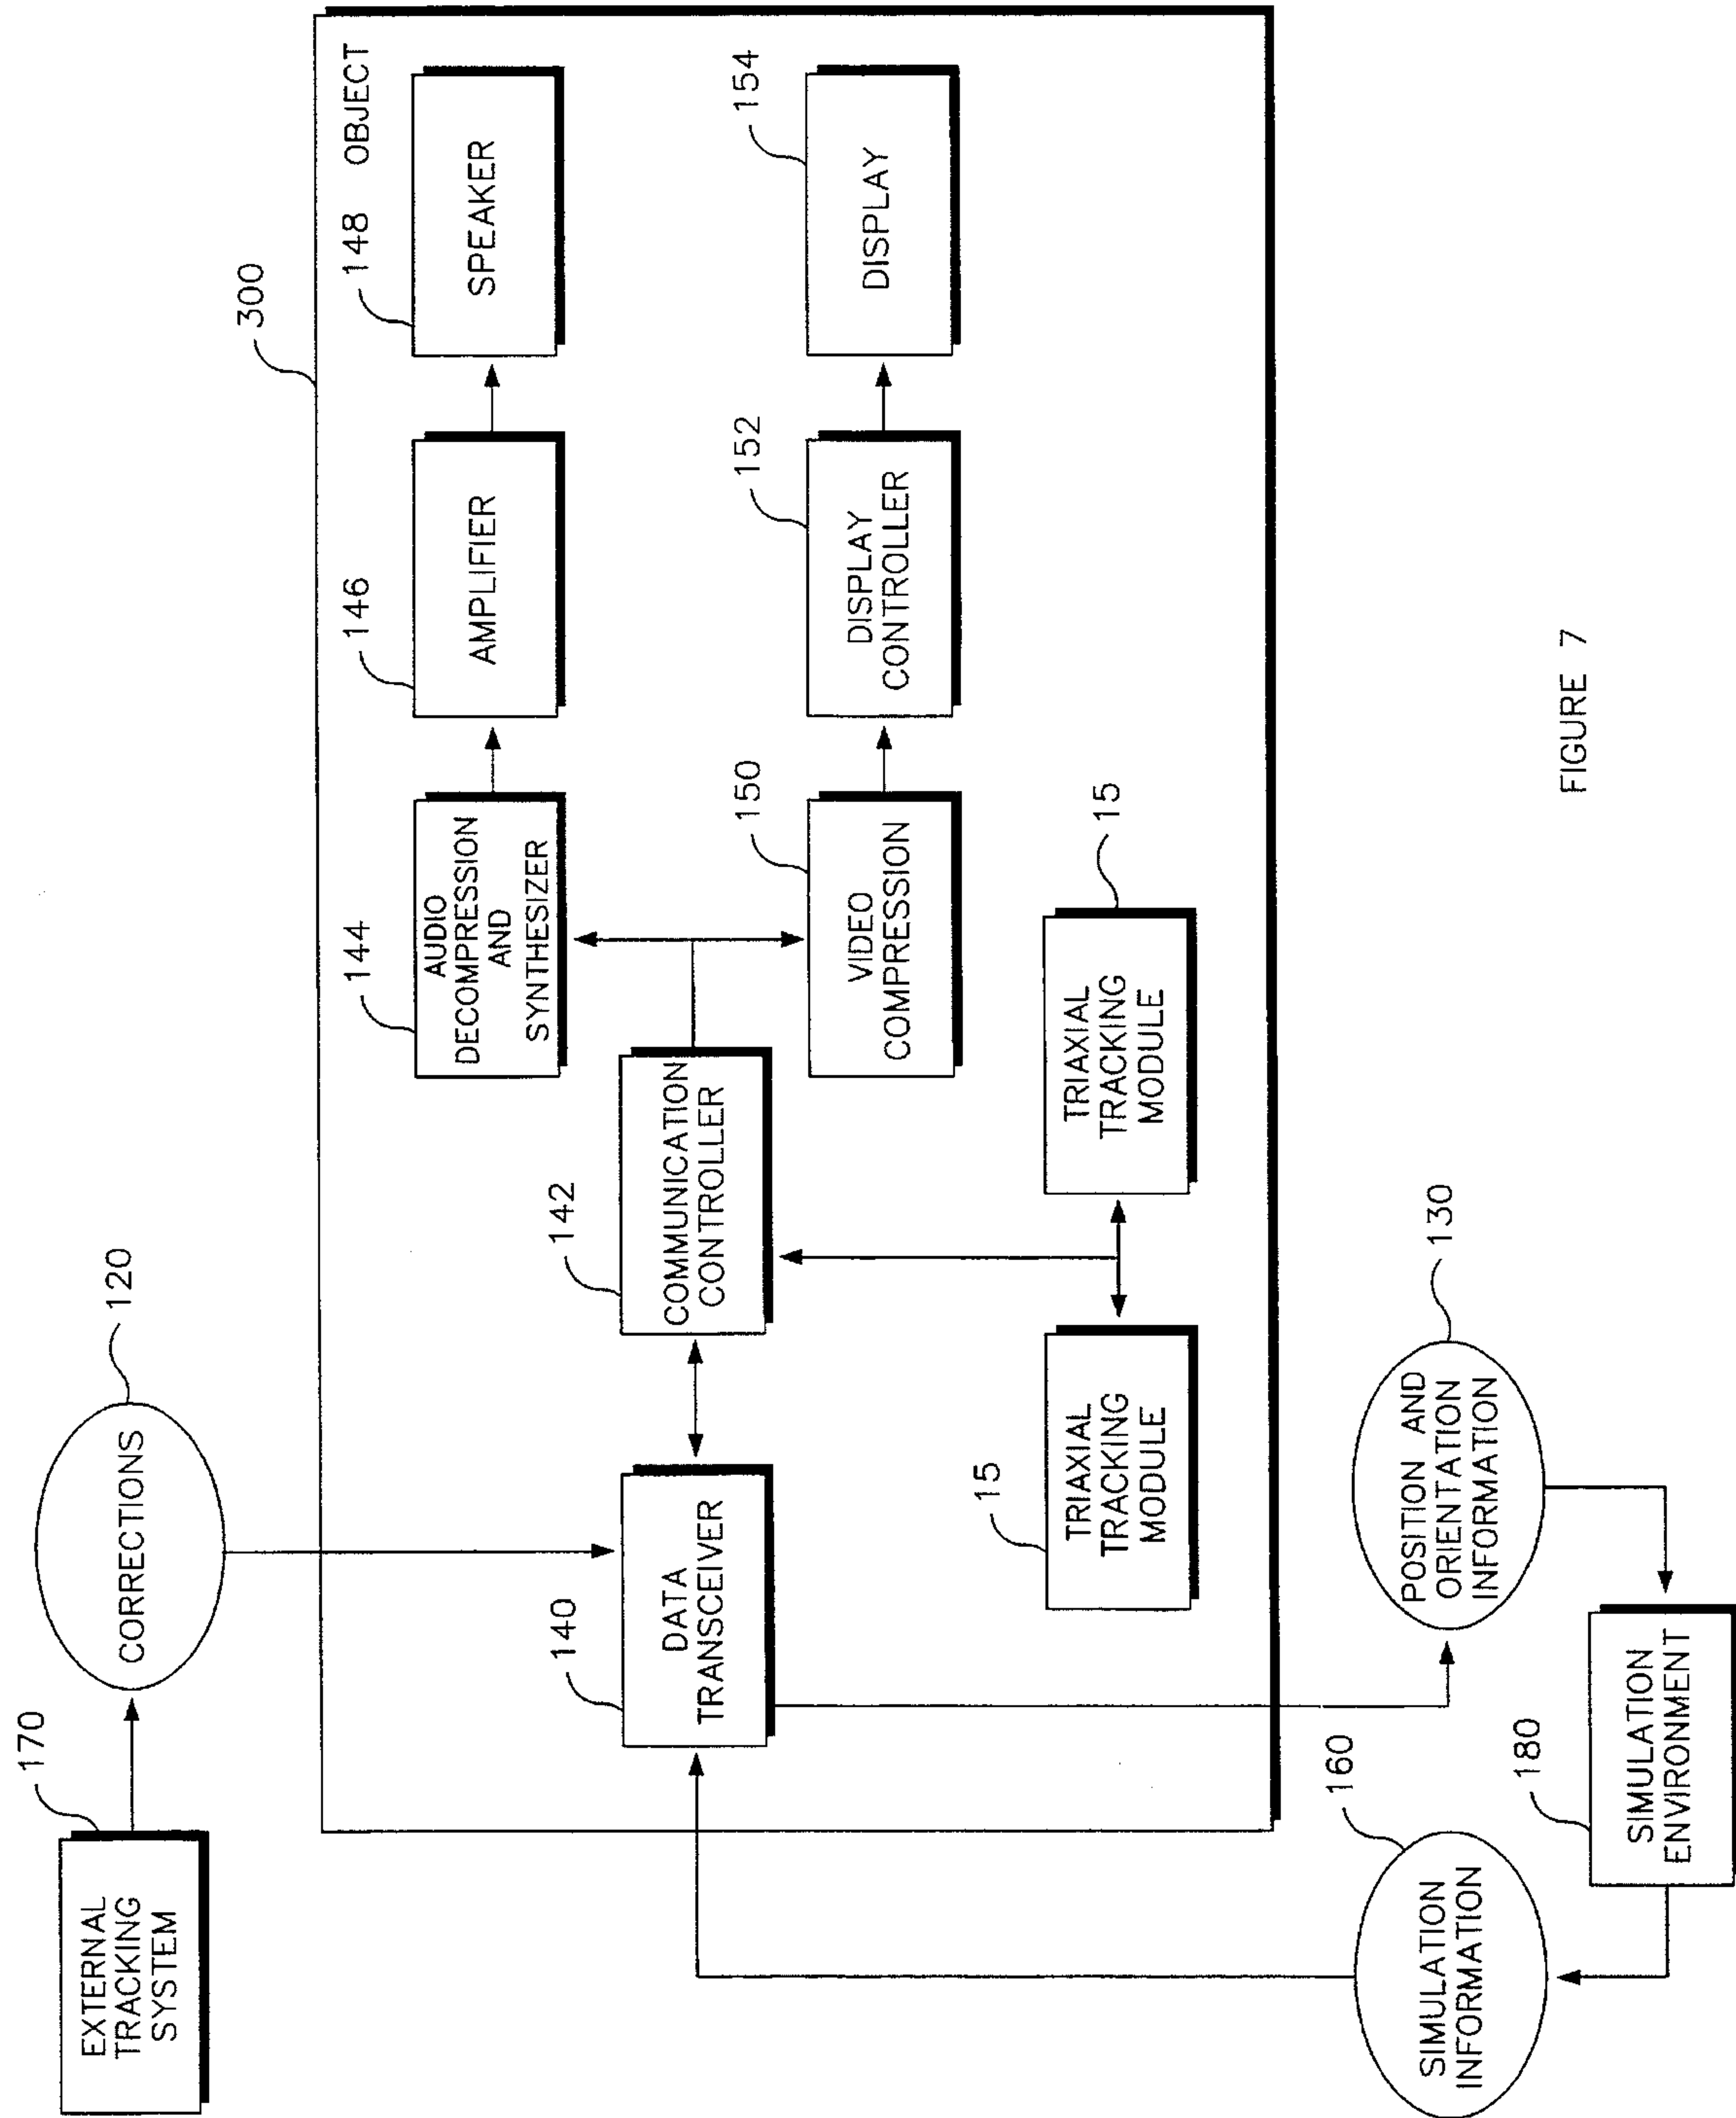 170
EXTERNAL
TRACKING
SYSTEM
120
CORRECTIONS
300
OBJECT
140
DATA
TRANSCEIVER
142
COMMUNICATION
CONTROLLER
144
AUDIO
DECOMPRESSION
AND
SYNTHESIZER
146
AMPLIFIER
148
SPEAKER
150
VIDEO
COMPRESSION
152
DISPLAY
CONTROLLER
154
DISPLAY
15
TRIAXIAL
TRACKING
MODULE
15
TRIAXIAL
TRACKING
MODULE
160
SIMULATION
INFORMATION
130
POSITION AND
ORIENTATION
INFORMATION
180
SIMULATION
ENVIRONMENT
FIGURE 7